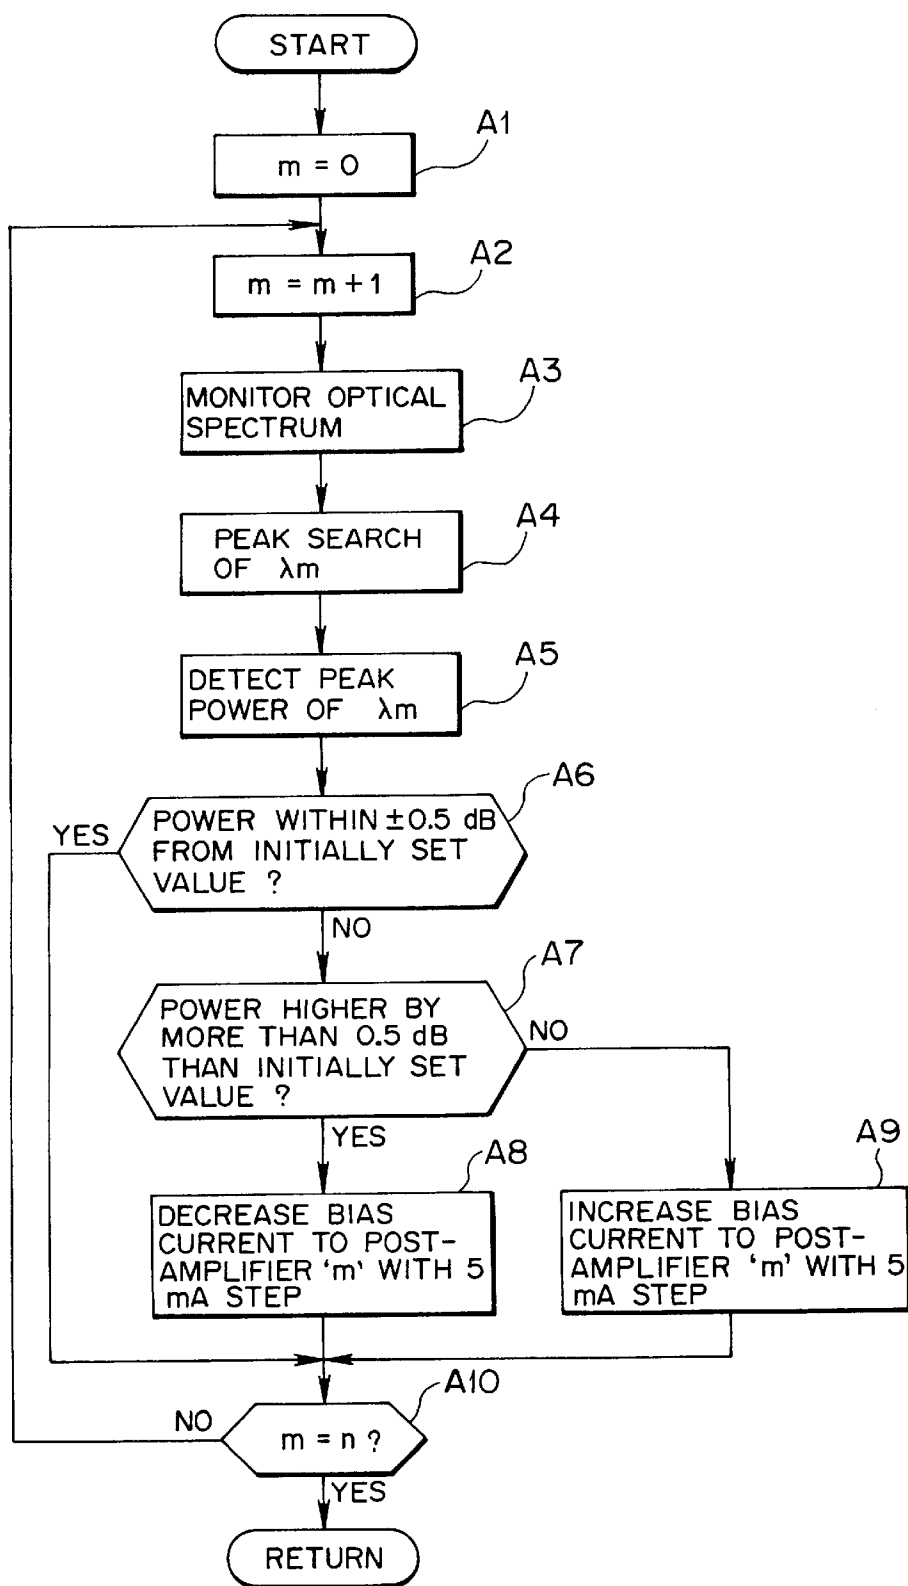 START
A1
m = 0
A2
m = m + 1
A3
MONITOR OPTICAL
SPECTRUM
A4
PEAK SEARCH
OF λm
A5
DETECT PEAK
POWER OF λm
A6
YES
POWER WITHIN ±0.5 dB
FROM INITIALLY SET
VALUE ?
NO
A7
POWER HIGHER BY
MORE THAN 0.5 dB
THAN INITIALLY SET
VALUE ?
NO
YES
A8
DECREASE BIAS
CURRENT TO POST-
AMPLIFIER ‘m’ WITH 5
mA STEP
A9
INCREASE BIAS
CURRENT TO POST-
AMPLIFIER ‘m’ WITH 5
mA STEP
A10
NO
m = n ?
YES
RETURN